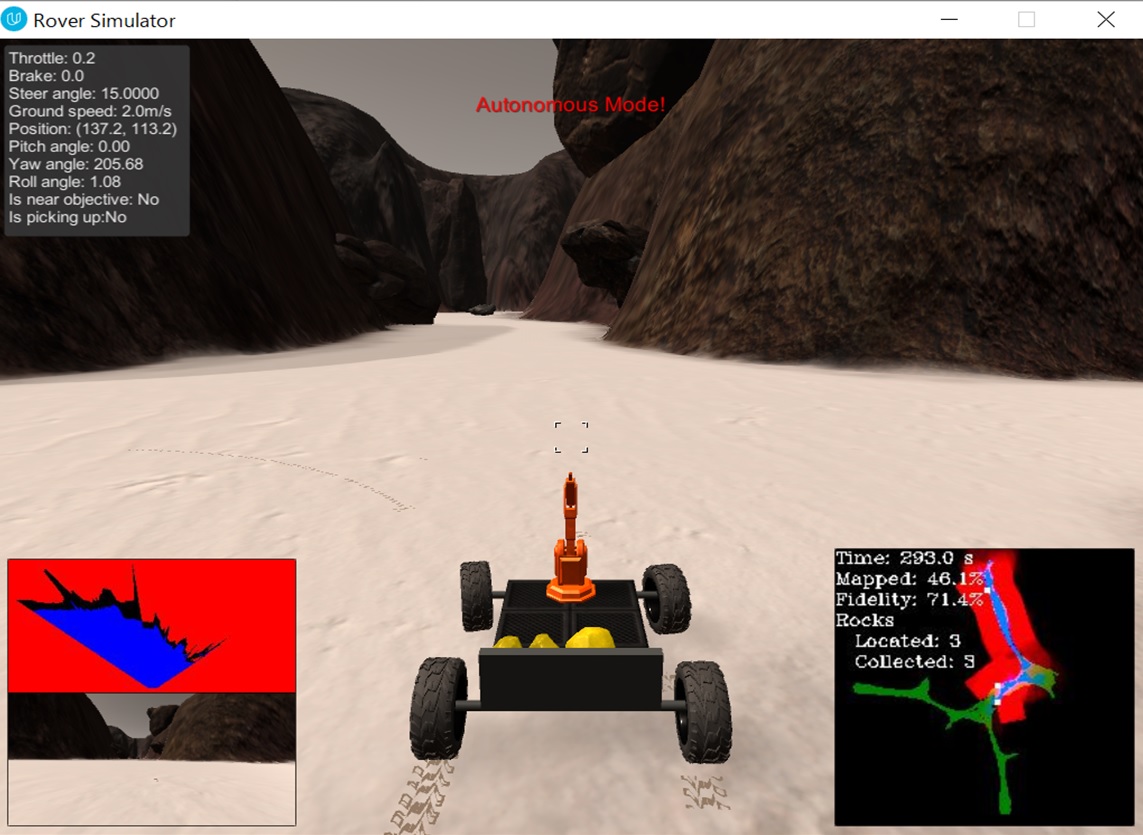 Rover Simulator
Throttle: 0.2
Brake: 0.0
Steer angle: 15.0000
Ground speed: 2.0m/s
Position: (137.2, 113.2)
Pitch angle: 0.00
Yaw angle: 205.68
Roll angle: 1.08
Is near objective: No
Is picking up:No
Autonomous Mode!
Time: 293.0 s
Mapped: 46.1%
Fidelity: 71.4%
Rocks
Located: 3
Collected: 3